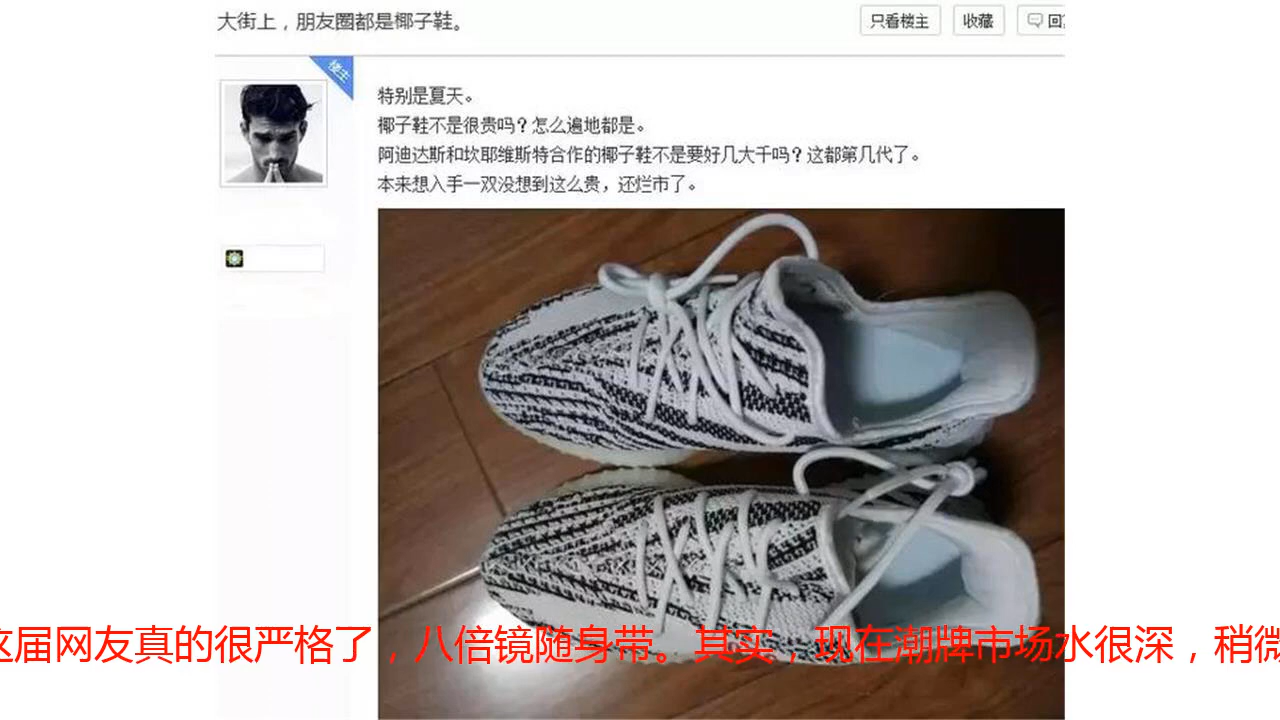 大街上，朋友圈都是椰子鞋。
只看楼主 收藏 回
楼主
特别是夏天。
椰子鞋不是很贵吗？怎么遍地都是。
阿迪达斯和坎耶维斯特合作的椰子鞋不是要好几大千吗？这都第几代了。
本来想入手一双没想到这么贵，还烂市了。
这届网友真的很严格了，八倍镜随身带。其实，现在潮牌市场水很深，稍微